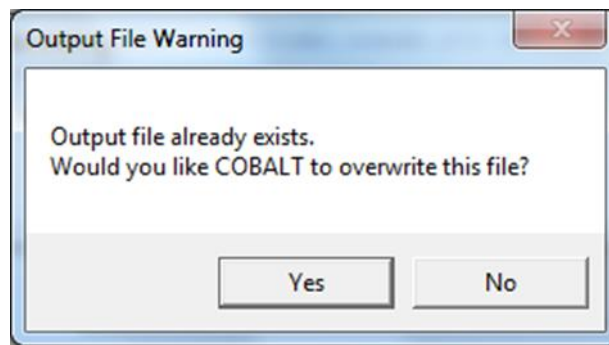 Output File Warning
Output file already exists.
Would you like COBALT to overwrite this file?
Yes
No